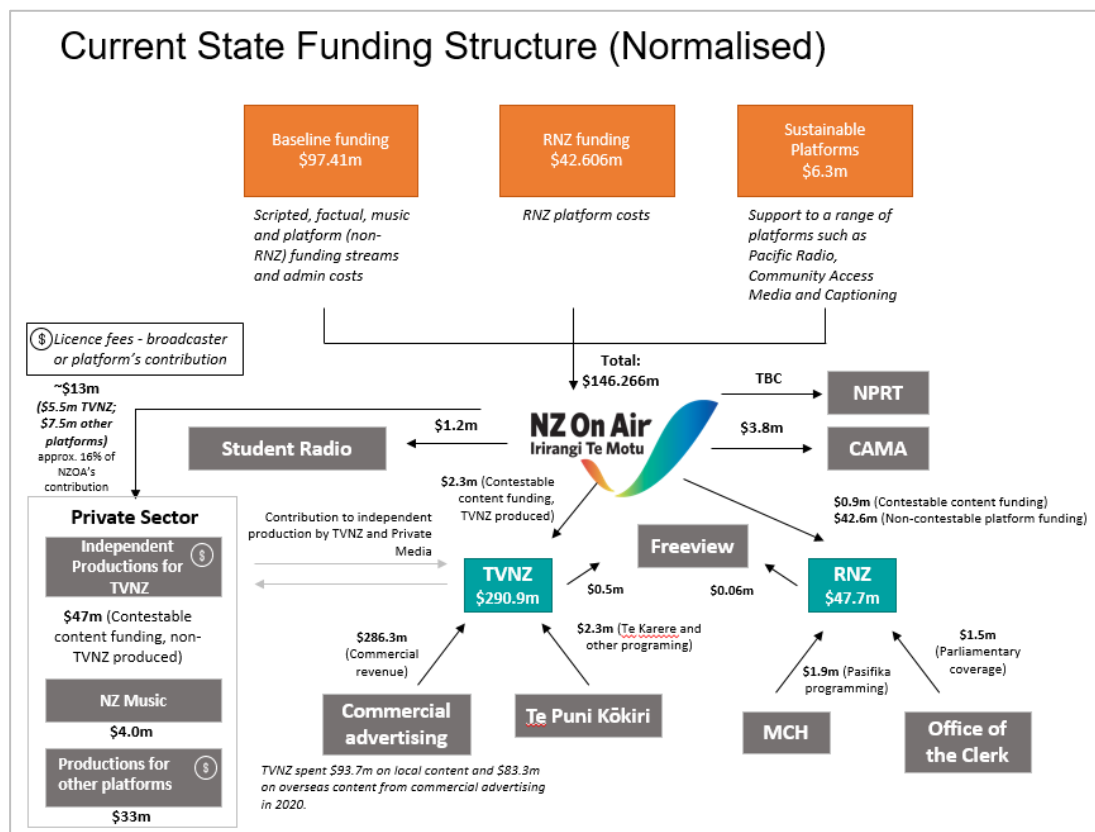 Current State Funding Structure (Normalised)
Baseline funding
$97.41m
RNZ funding
$42.606m
Sustainable
Platforms
$6.3m
Scripted, factual, music
and platform (non-
RNZ) funding streams
and admin costs
RNZ platform costs
Support to a range of
platforms such as
Pacific Radio,
Community Access
Media and Captioning
$ Licence fees - broadcaster
or platform's contribution
~$13m
($5.5m TVNZ;
$7.5m other
platforms)
approx. 16% of
NZOA's
contribution
Total:
$146.266m
NZ On Air
Irirangi Te Motu
TBC
NPRT
$3.8m
CAMA
$1.2m
Student Radio
$2.3m (Contestable
content funding,
TVNZ produced)
$0.9m (Contestable content funding)
$42.6m (Non-contestable platform funding)
Private Sector
Independent
Productions for
TVNZ
$
$47m (Contestable
content funding, non-
TVNZ produced)
NZ Music
$4.0m
Productions for
other platforms
$
$33m
Contribution to independent
production by TVNZ and Private
Media
Freeview
TVNZ
$290.9m
$0.5m
$0.06m
RNZ
$47.7m
$286.3m
(Commercial
revenue)
$2.3m (Te Karere and
other programing)
$1.9m (Pasifika
programming)
$1.5m
(Parliamentary
coverage)
Commercial
advertising
Te Puni Kōkiri
MCH
Office of
the Clerk
TVNZ spent $93.7m on local content and $83.3m
on overseas content from commercial advertising
in 2020.